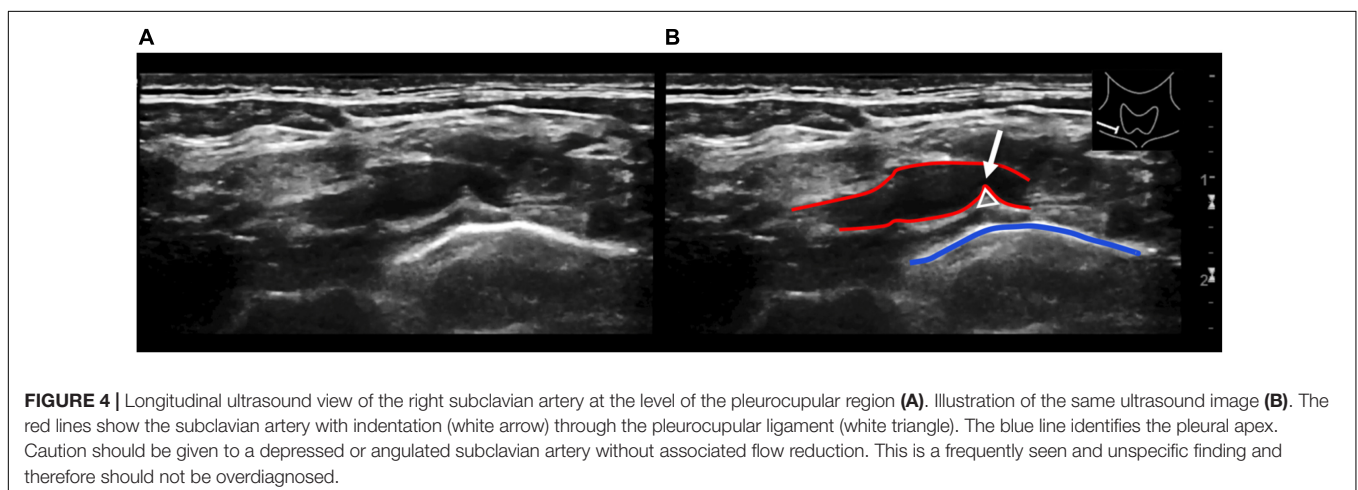 A B
1
2
FIGURE 4 | Longitudinal ultrasound view of the right subclavian artery at the level of the pleurocupular region (A). Illustration of the same ultrasound image (B). The
red lines show the subclavian artery with indentation (white arrow) through the pleurocupular ligament (white triangle). The blue line identifies the pleural apex.
Caution should be given to a depressed or angulated subclavian artery without associated flow reduction. This is a frequently seen and unspecific finding and
therefore should not be overdiagnosed.